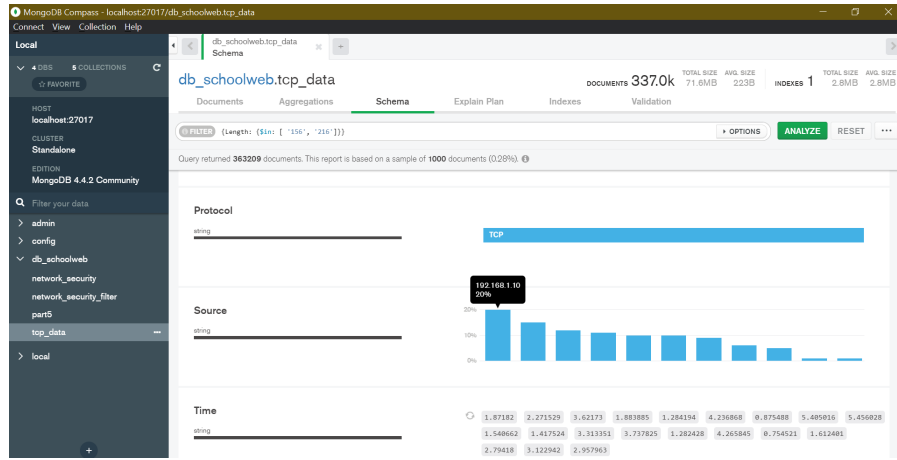 MongoDB Compass - localhost:27017/db_schoolweb.tcp_data
Connect View Collection Help
Local
db_schoolweb.tcp_data
Schema
4 DBS 5 COLLECTIONS
FAVORITE
HOST
localhost:27017
CLUSTER
Standalone
EDITION
MongoDB 4.4.2 Community
Filter your data
admin
config
db_schoolweb
network_security
network_security_filter
part5
tcp_data
local
db_schoolweb.tcp_data
DOCUMENTS 337.0k TOTAL SIZE 71.6MB AVG. SIZE 223B INDEXES 1 TOTAL SIZE 2.8MB AVG. SIZE 2.8MB
Documents Aggregations Schema Explain Plan Indexes Validation
FILTER {Length: {$in: [ '156', '216']}} OPTIONS ANALYZE RESET
Query returned 363209 documents. This report is based on a sample of 1000 documents (0.28%).
Protocol
string
TCP
Source
string
192.168.1.10
20%
20%
10%
0%
Time
string
1.87182 2.271529 3.62173 1.883885 1.284194 4.236868 0.875488 5.405016 5.456028
1.540662 1.417524 3.313351 3.737825 1.282428 4.265845 0.754521 1.612401
2.79418 3.122942 2.957963